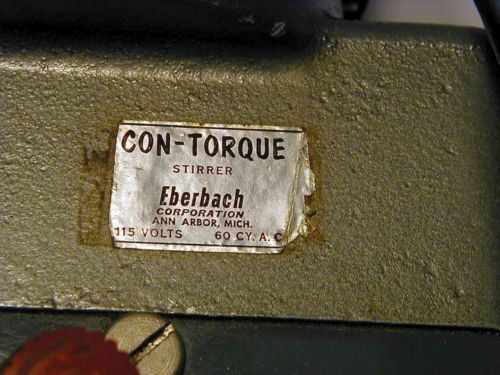 CON-TORQUE
STIRRER
Eberbach
CORPORATION
ANN ARBOR, MICH.
115 VOLTS 60 CY. A.C